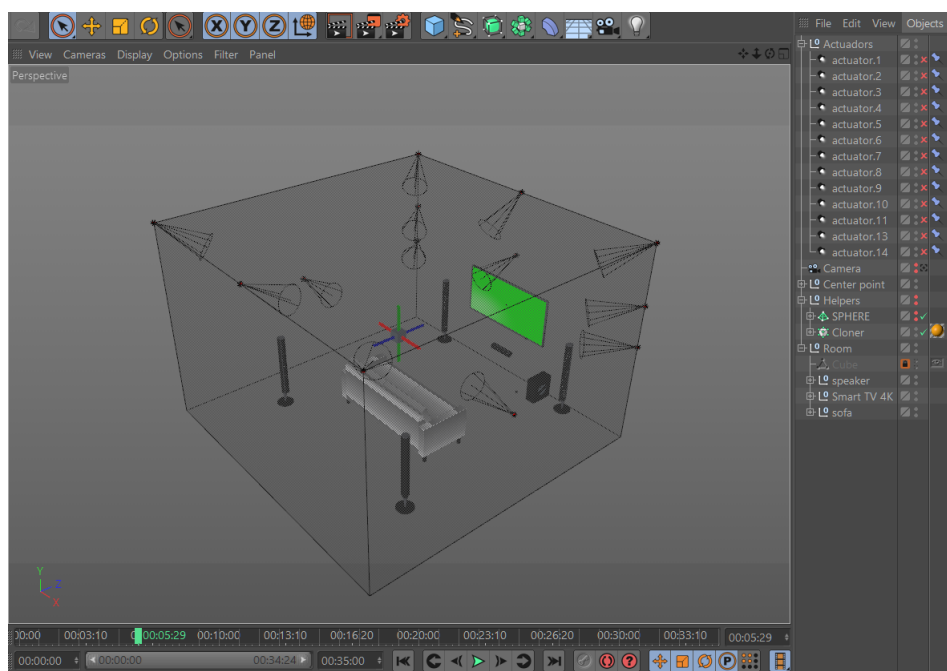 X Y Z
File Edit View Objects
View Cameras Display Options Filter Panel
Perspective
Actuadors
actuator.1
actuator.2
actuator.3
actuator.4
actuator.5
actuator.6
actuator.7
actuator.8
actuator.9
actuator.10
actuator.11
actuator.13
actuator.14
Camera
Center point
Helpers
SPHERE
Cloner
Room
Cube
speaker
Smart TV 4K
sofa
Y
Z
X
00:03:10 00:05:29 00:10:00 00:13:10 00:16:20 00:20:00 00:23:10 00:26:20 00:30:00 00:33:10 00:05:29
00:00:00 00:00:00 00:34:24 00:35:00 ? P